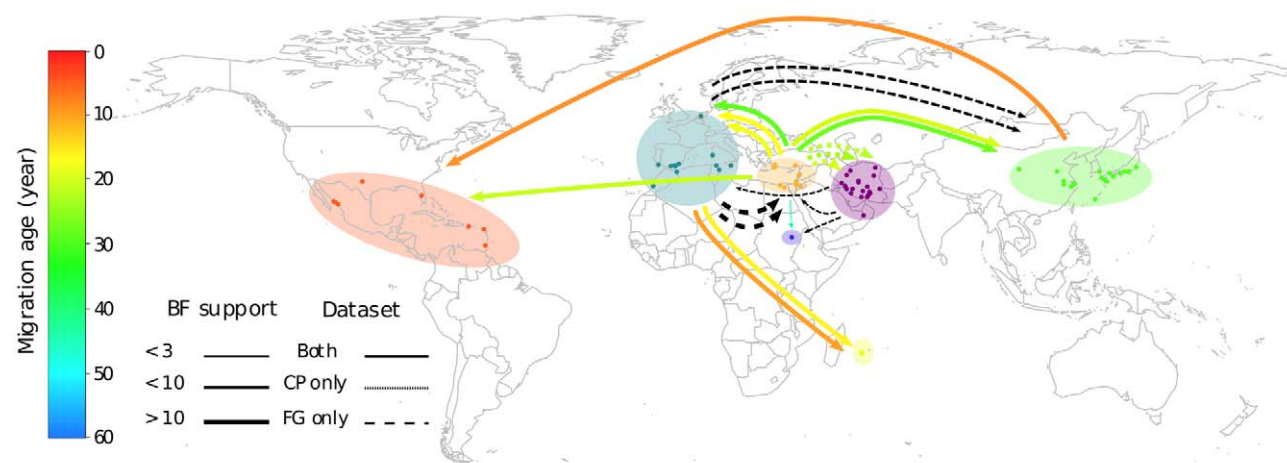 Migration age (year)
0
10
20
30
40
50
60
BF support Dataset
<3 Both
<10 CP only
>10 FG only